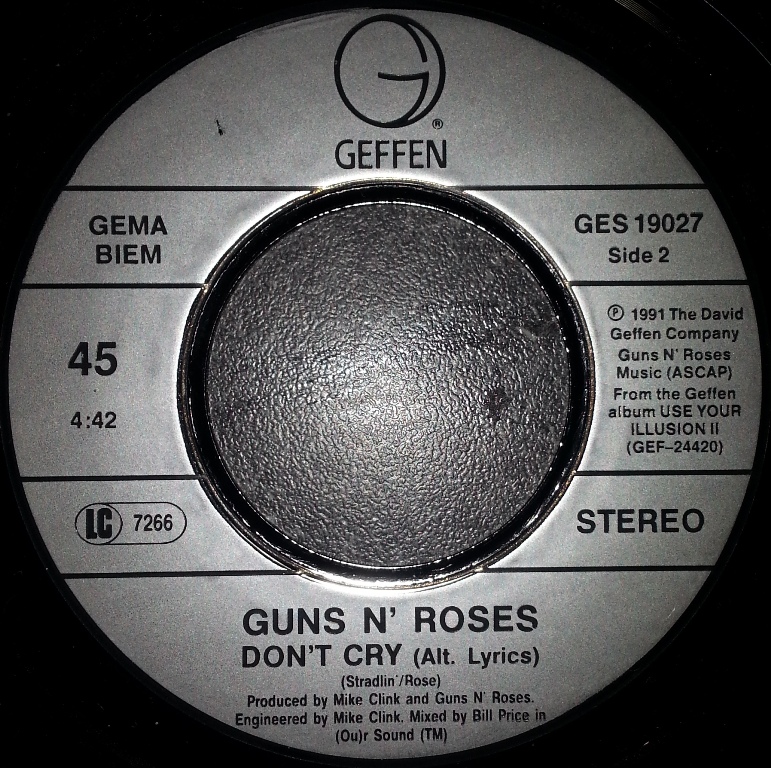 ®
GEFFEN
GEMA
BIEM
GES 19027
Side 2
45
4:42
℗ 1991 The David
Geffen Company
Guns N' Roses
Music (ASCAP)
From the Geffen
album USE YOUR
ILLUSION II
(GEF–24420)
LC 7266
STEREO
GUNS N' ROSES
DON'T CRY (Alt. Lyrics)
(Stradlin'/Rose)
Produced by Mike Clink and Guns N' Roses.
Engineered by Mike Clink. Mixed by Bill Price in
(Ou)r Sound (TM)